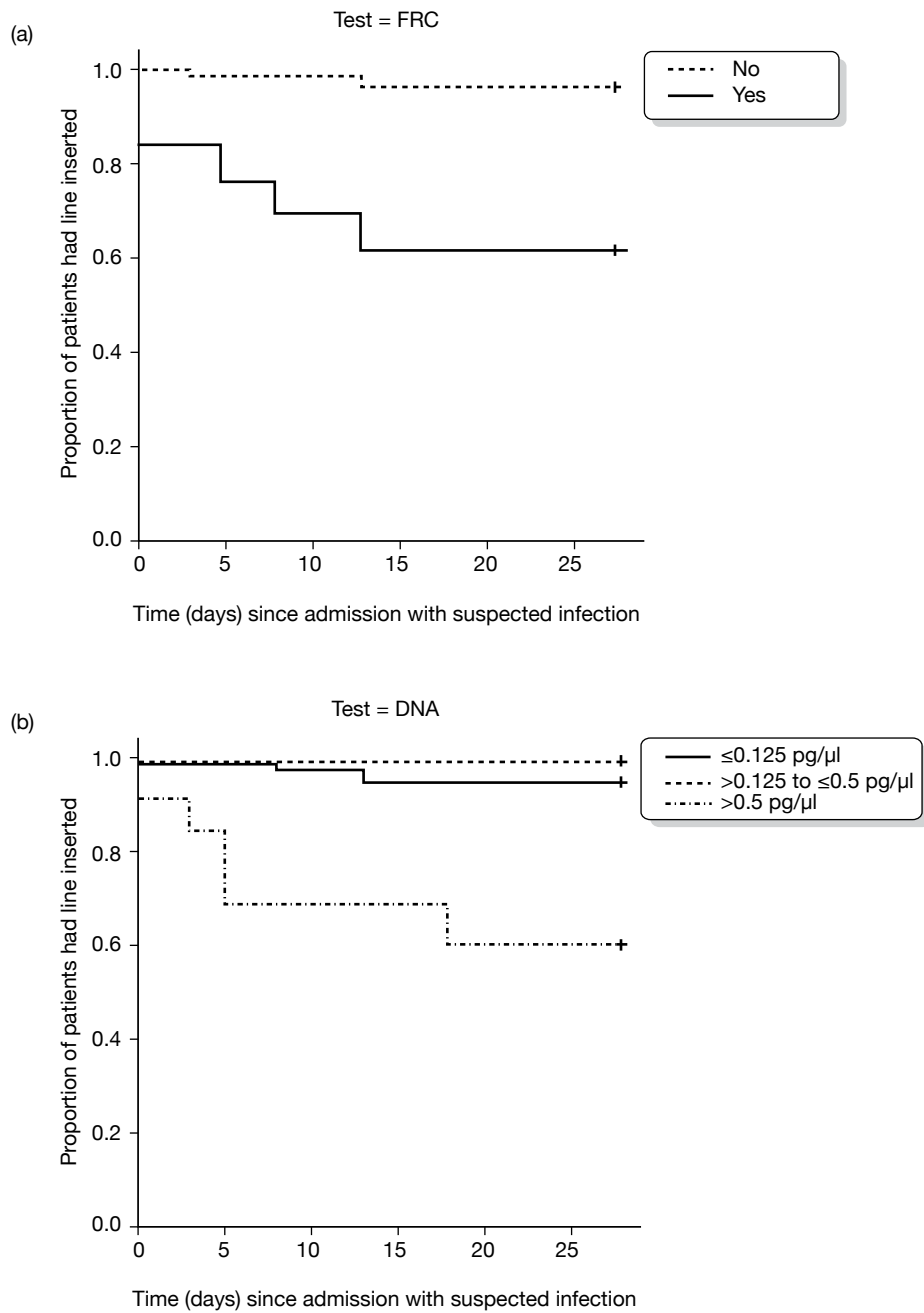 (a)
Test = FRC
No
Yes
Proportion of patients had line inserted
1.0
0.8
0.6
0.4
0.2
0.0
0 5 10 15 20 25
Time (days) since admission with suspected infection
(b)
Test = DNA
≤0.125 pg/µl
>0.125 to ≤0.5 pg/µl
>0.5 pg/µl
Proportion of patients had line inserted
1.0
0.8
0.6
0.4
0.2
0.0
0 5 10 15 20 25
Time (days) since admission with suspected infection